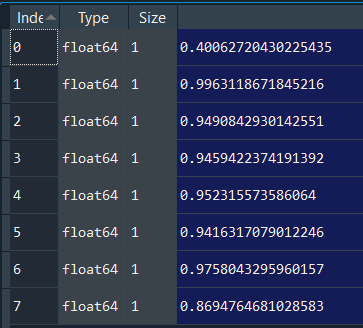 Inde Type Size
0 float64 1 0.40062720430225435
1 float64 1 0.9963118671845216
2 float64 1 0.9490842930142551
3 float64 1 0.9459422374191392
4 float64 1 0.952315573586064
5 float64 1 0.9416317079012246
6 float64 1 0.9758043295960157
7 float64 1 0.8694764681028583